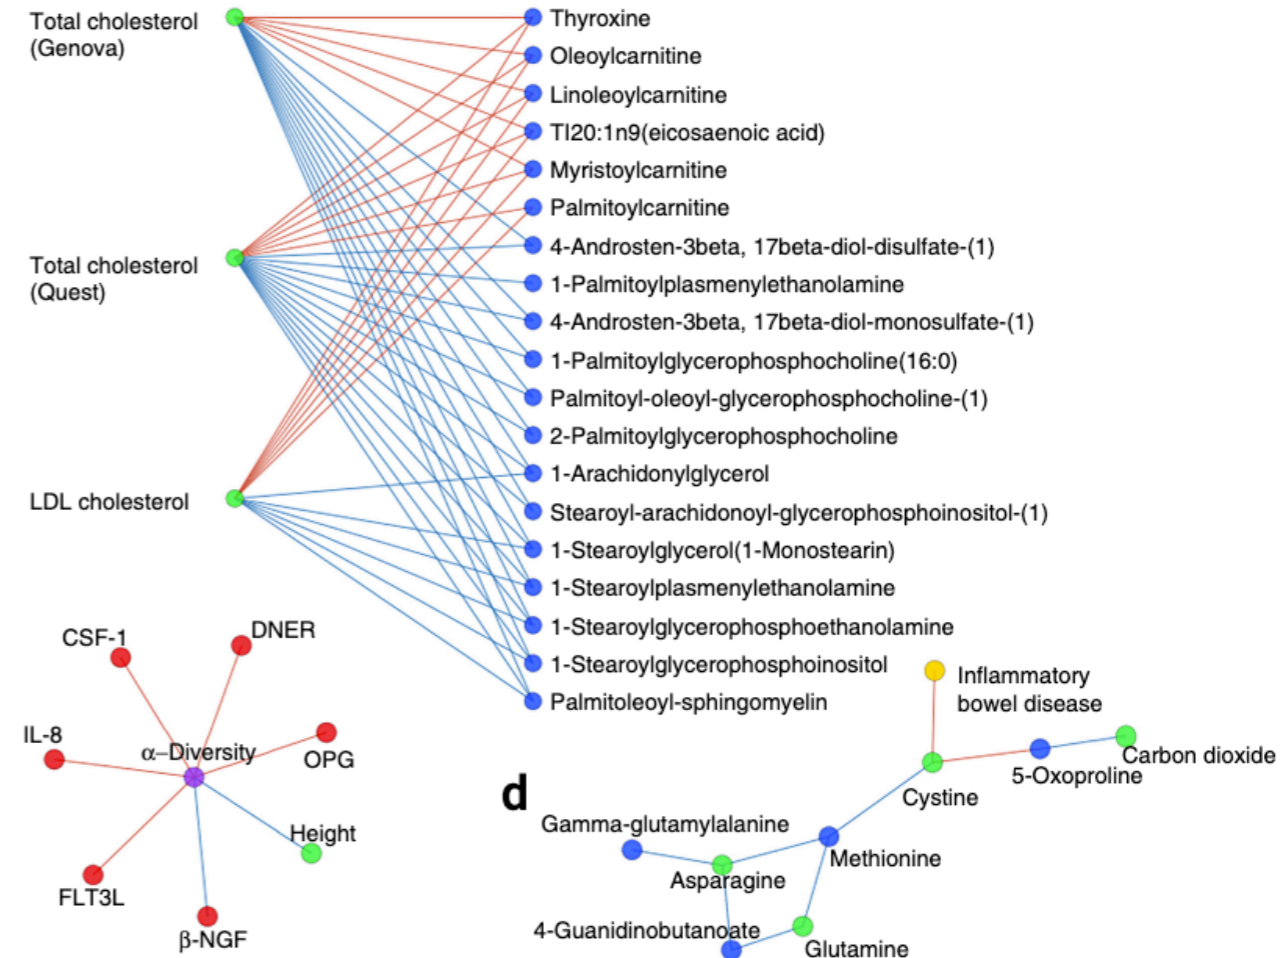 Total cholesterol
(Genova)
Total cholesterol
(Quest)
LDL cholesterol
Thyroxine
Oleoylcarnitine
Linoleoylcarnitine
Tl20:1n9(eicosaenoic acid)
Myristoylcarnitine
Palmitoylcarnitine
4-Androsten-3beta, 17beta-diol-disulfate-(1)
1-Palmitoylplasmenylethanolamine
4-Androsten-3beta, 17beta-diol-monosulfate-(1)
1-Palmitoylglycerophosphocholine(16:0)
Palmitoyl-oleoyl-glycerophosphocholine-(1)
2-Palmitoylglycerophosphocholine
1-Arachidonylglycerol
Stearoyl-arachidonoyl-glycerophosphoinositol-(1)
1-Stearoylglycerol(1-Monostearin)
1-Stearoylplasmenylethanolamine
1-Stearoylglycerophosphoethanolamine
1-Stearoylglycerophosphoinositol
Palmitoleoyl-sphingomyelin
CSF-1
DNER
IL-8
α–Diversity
OPG
Height
FLT3L
β-NGF
d
Inflammatory
bowel disease
Carbon dioxide
5-Oxoproline
Cystine
Gamma-glutamylalanine
Methionine
Asparagine
4-Guanidinobutanoate
Glutamine